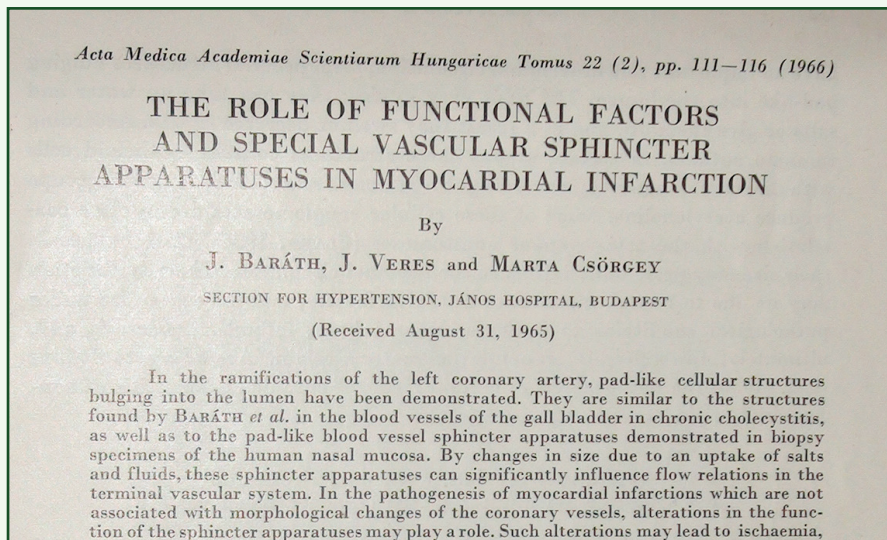 Acta Medica Academiae Scientiarum Hungaricae Tomus 22 (2), pp. 111—116 (1966)
THE ROLE OF FUNCTIONAL FACTORS
AND SPECIAL VASCULAR SPHINCTER
APPARATUSES IN MYOCARDIAL INFARCTION
By
J. BARÁTH, J. VERES and MARTA CSÖRGEY
SECTION FOR HYPERTENSION, JÁNOS HOSPITAL, BUDAPEST
(Received August 31, 1965)
In the ramifications of the left coronary artery, pad-like cellular structures
bulging into the lumen have been demonstrated. They are similar to the structures
found by BARÁTH et al. in the blood vessels of the gall bladder in chronic cholecystitis,
as well as to the pad-like blood vessel sphincter apparatuses demonstrated in biopsy
specimens of the human nasal mucosa. By changes in size due to an uptake of salts
and fluids, these sphincter apparatuses can significantly influence flow relations in the
terminal vascular system. In the pathogenesis of myocardial infarctions which are not
associated with morphological changes of the coronary vessels, alterations in the func-
tion of the sphincter apparatuses may play a role. Such alterations may lead to ischaemia,